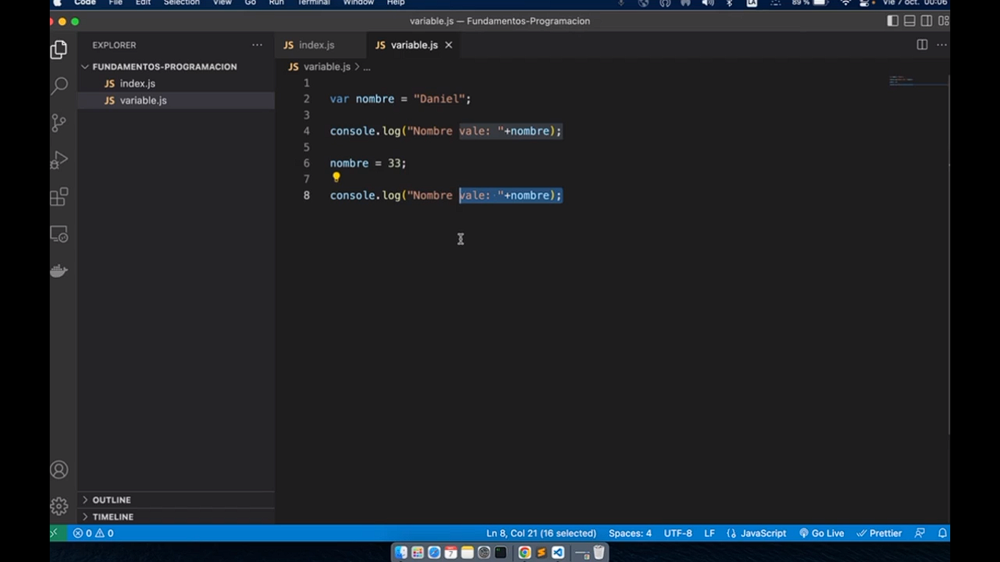 Code File Edit Selection View Go Run Terminal Window Help 89 % Vie 7 oct. 00:06
variable.js — Fundamentos-Programacion
EXPLORER
FUNDAMENTOS-PROGRAMACION
JS index.js
JS variable.js
OUTLINE
TIMELINE
JS index.js JS variable.js
JS variable.js > ...
1
2 var nombre = "Daniel";
3
4 console.log("Nombre vale: "+nombre);
5
6 nombre = 33;
7
8 console.log("Nombre vale: "+nombre);
0 0 Ln 8, Col 21 (16 selected) Spaces: 4 UTF-8 LF {} JavaScript Go Live Prettier